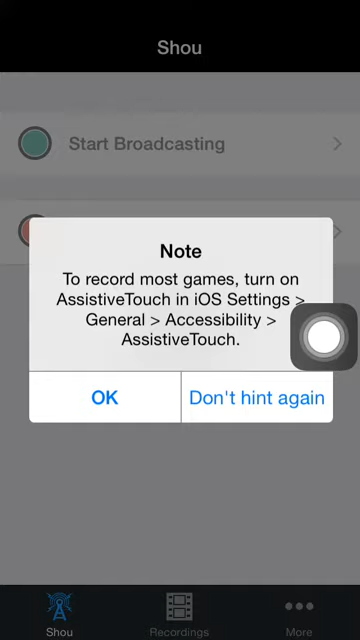 Shou
Start Broadcasting
Note
To record most games, turn on
AssistiveTouch in iOS Settings >
General > Accessibility >
AssistiveTouch.
OK
Don't hint again
Shou
Recordings
More